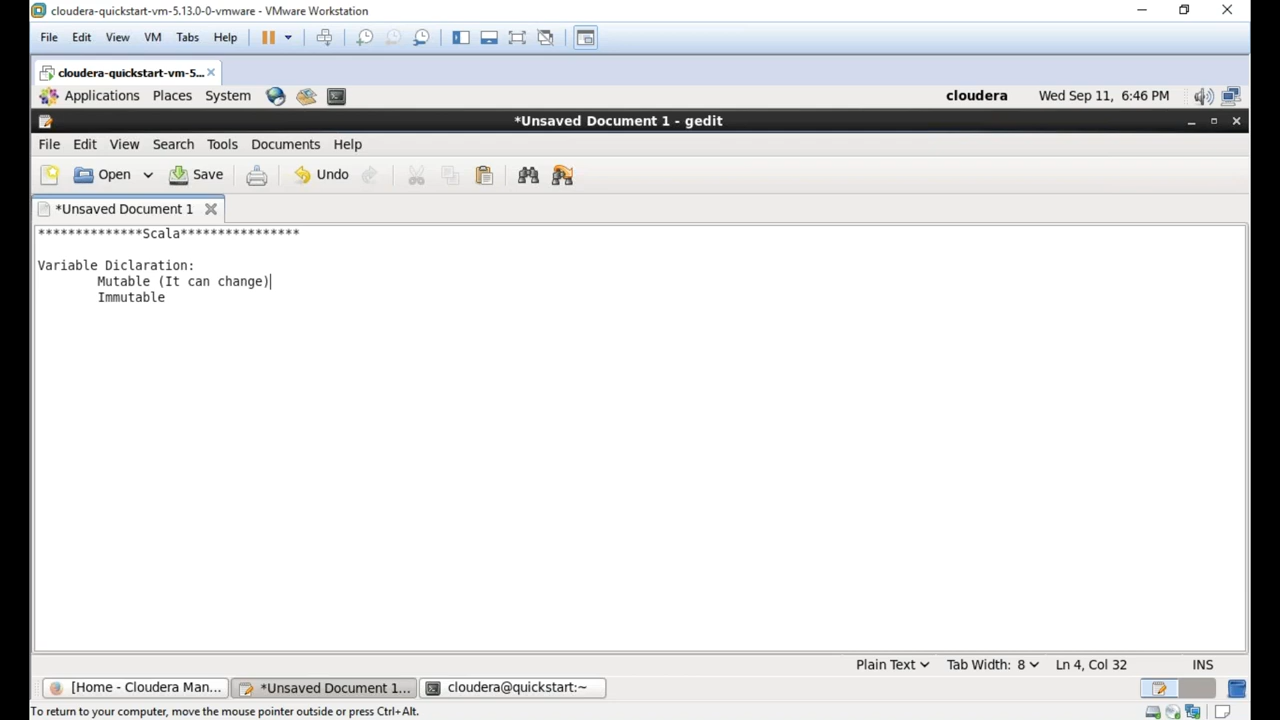 cloudera-quickstart-vm-5.13.0-0-vmware - VMware Workstation
File Edit View VM Tabs Help
cloudera-quickstart-vm-5...
Applications Places System cloudera Wed Sep 11, 6:46 PM
*Unsaved Document 1 - gedit
File Edit View Search Tools Documents Help
Open Save Undo
*Unsaved Document 1
**************Scala****************
Variable Diclaration:
Mutable (It can change)
Immutable
Plain Text Tab Width: 8 Ln 4, Col 32 INS
[Home - Cloudera Man... *Unsaved Document 1... cloudera@quickstart:~
To return to your computer, move the mouse pointer outside or press Ctrl+Alt.